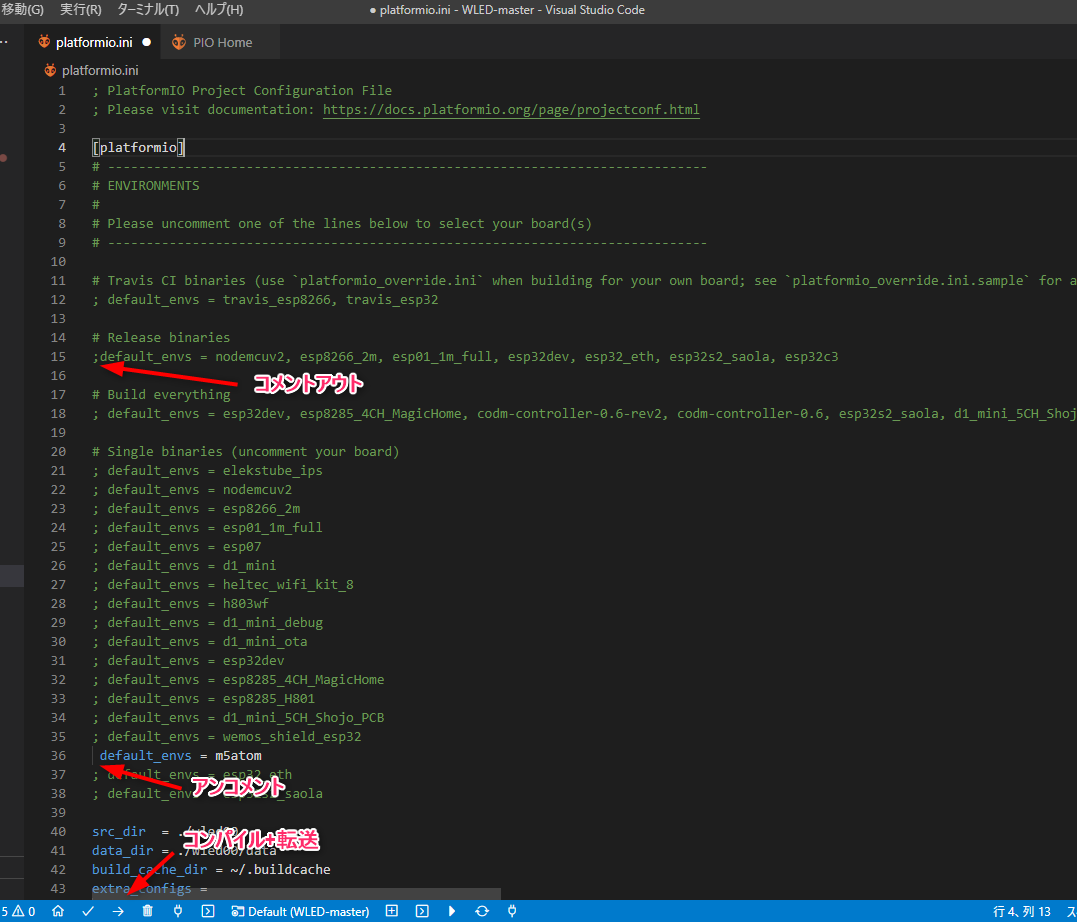 移動(G) 実行(R) ターミナル(T) ヘルプ(H) ● platformio.ini - WLED-master - Visual Studio Code
platformio.ini ● PIO Home
platformio.ini
1 ; PlatformIO Project Configuration File
2 ; Please visit documentation: https://docs.platformio.org/page/projectconf.html
3
4 [platformio]
5 # ------------------------------------------------------------------------------
6 # ENVIRONMENTS
7 #
8 # Please uncomment one of the lines below to select your board(s)
9 # ------------------------------------------------------------------------------
10
11 # Travis CI binaries (use `platformio_override.ini` when building for your own board; see `platformio_override.ini.sample` for a
12 ; default_envs = travis_esp8266, travis_esp32
13
14 # Release binaries
15 ;default_envs = nodemcuv2, esp8266_2m, esp01_1m_full, esp32dev, esp32_eth, esp32s2_saola, esp32c3
16
コメントアウト
17 # Build everything
18 ; default_envs = esp32dev, esp8285_4CH_MagicHome, codm-controller-0.6-rev2, codm-controller-0.6, esp32s2_saola, d1_mini_5CH_Shoj
19
20 # Single binaries (uncomment your board)
21 ; default_envs = elekstube_ips
22 ; default_envs = nodemcuv2
23 ; default_envs = esp8266_2m
24 ; default_envs = esp01_1m_full
25 ; default_envs = esp07
26 ; default_envs = d1_mini
27 ; default_envs = heltec_wifi_kit_8
28 ; default_envs = h803wf
29 ; default_envs = d1_mini_debug
30 ; default_envs = d1_mini_ota
31 ; default_envs = esp32dev
32 ; default_envs = esp8285_4CH_MagicHome
33 ; default_envs = esp8285_H801
34 ; default_envs = d1_mini_5CH_Shojo_PCB
35 ; default_envs = wemos_shield_esp32
36 default_envs = m5atom
37 ; default_envs = esp32_eth
アンコメント
38 ; default_envs = esp32s2_saola
39
40 src_dir = ./wled00
コンパイル+転送
41 data_dir = ./wled00/data
42 build_cache_dir = ~/.buildcache
43 extra_configs =
5 0 Default (WLED-master) 行 4、列 13 ス